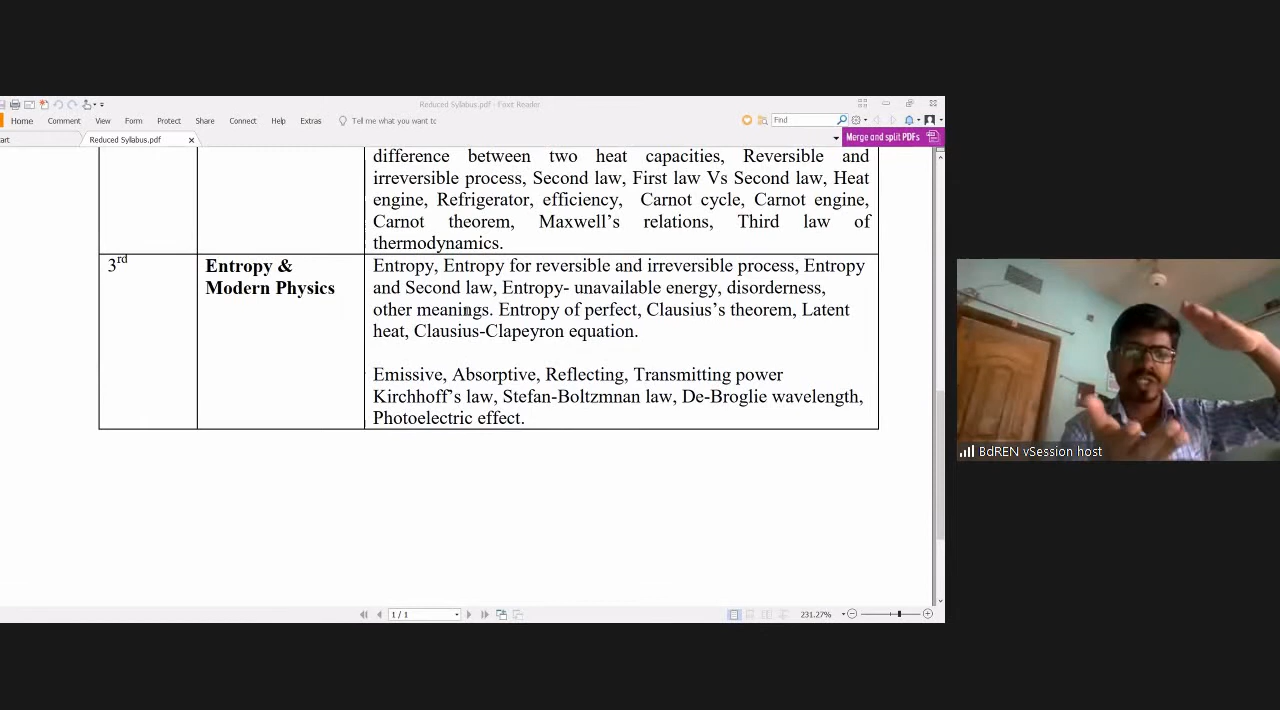 Reduced Syllabus.pdf - Foxit Reader
Home Comment View Form Protect Share Connect Help Extras Tell me what you want tc Find
art Reduced Syllabus.pdf Merge and split PDFs
difference between two heat capacities, Reversible and
irreversible process, Second law, First law Vs Second law, Heat
engine, Refrigerator, efficiency, Carnot cycle, Carnot engine,
Carnot theorem, Maxwell's relations, Third law of
thermodynamics.
3rd
Entropy &
Modern Physics
Entropy, Entropy for reversible and irreversible process, Entropy
and Second law, Entropy- unavailable energy, disorderness,
other meanings. Entropy of perfect, Clausius's theorem, Latent
heat, Clausius-Clapeyron equation.
Emissive, Absorptive, Reflecting, Transmitting power
Kirchhoff's law, Stefan-Boltzmnan law, De-Broglie wavelength,
Photoelectric effect.
BdREN vSession host
1 / 1
231.27%